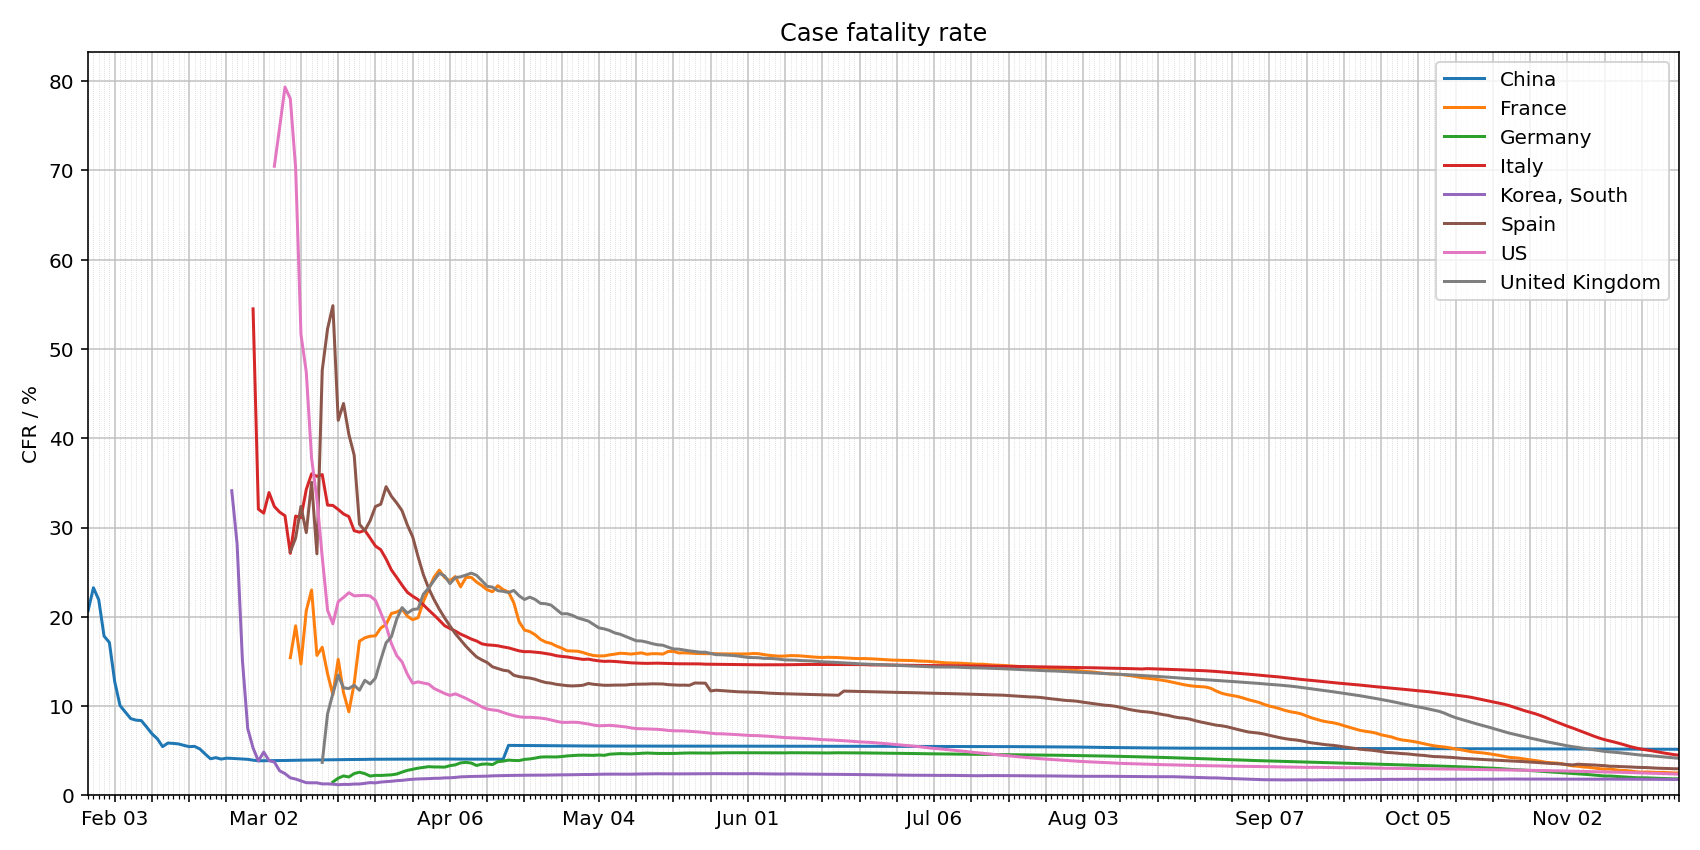 Case fatality rate
CFR / %
80
70
60
50
40
30
20
10
0
Feb 03
Mar 02
Apr 06
May 04
Jun 01
Jul 06
Aug 03
Sep 07
Oct 05
Nov 02
China
France
Germany
Italy
Korea, South
Spain
US
United Kingdom